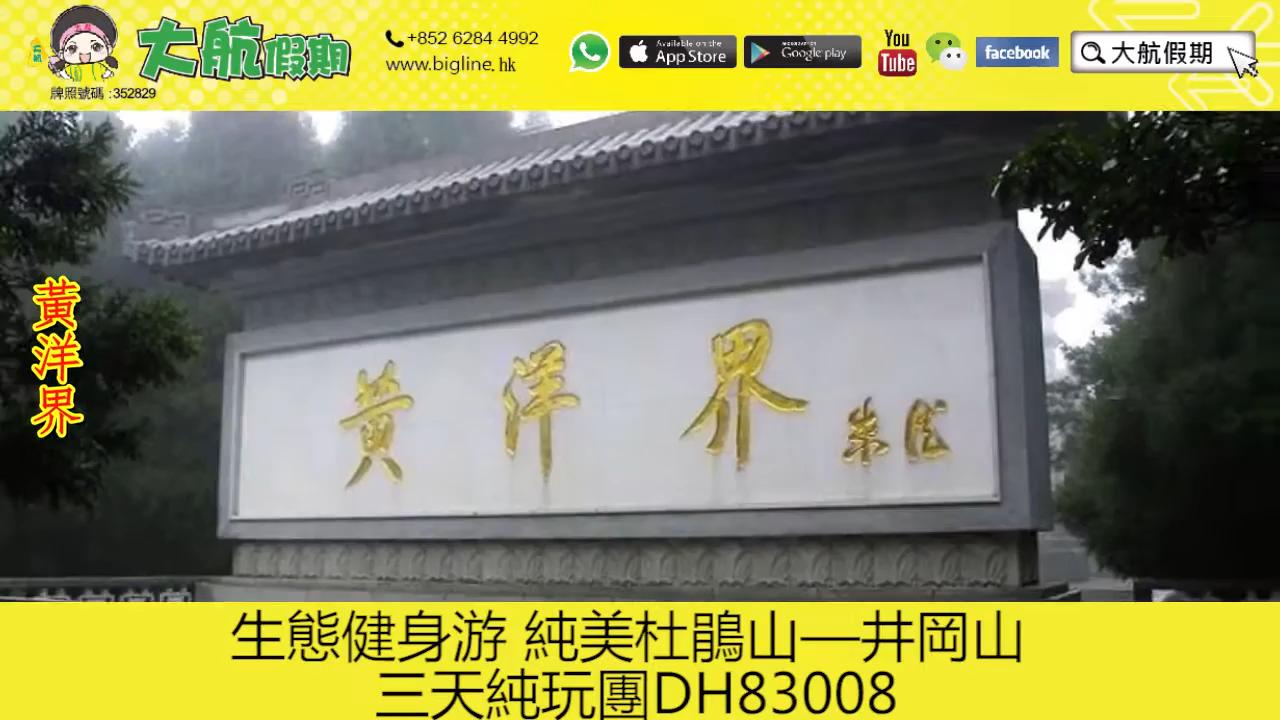 大航
大航假期
牌照號碼 :352829
+852 6284 4992
www.bigline.hk
Available on the
App Store
Google play
You
Tube
facebook
大航假期
黃洋界
黄洋界
生態健身游 純美杜鵑山—井岡山
三天純玩團DH83008